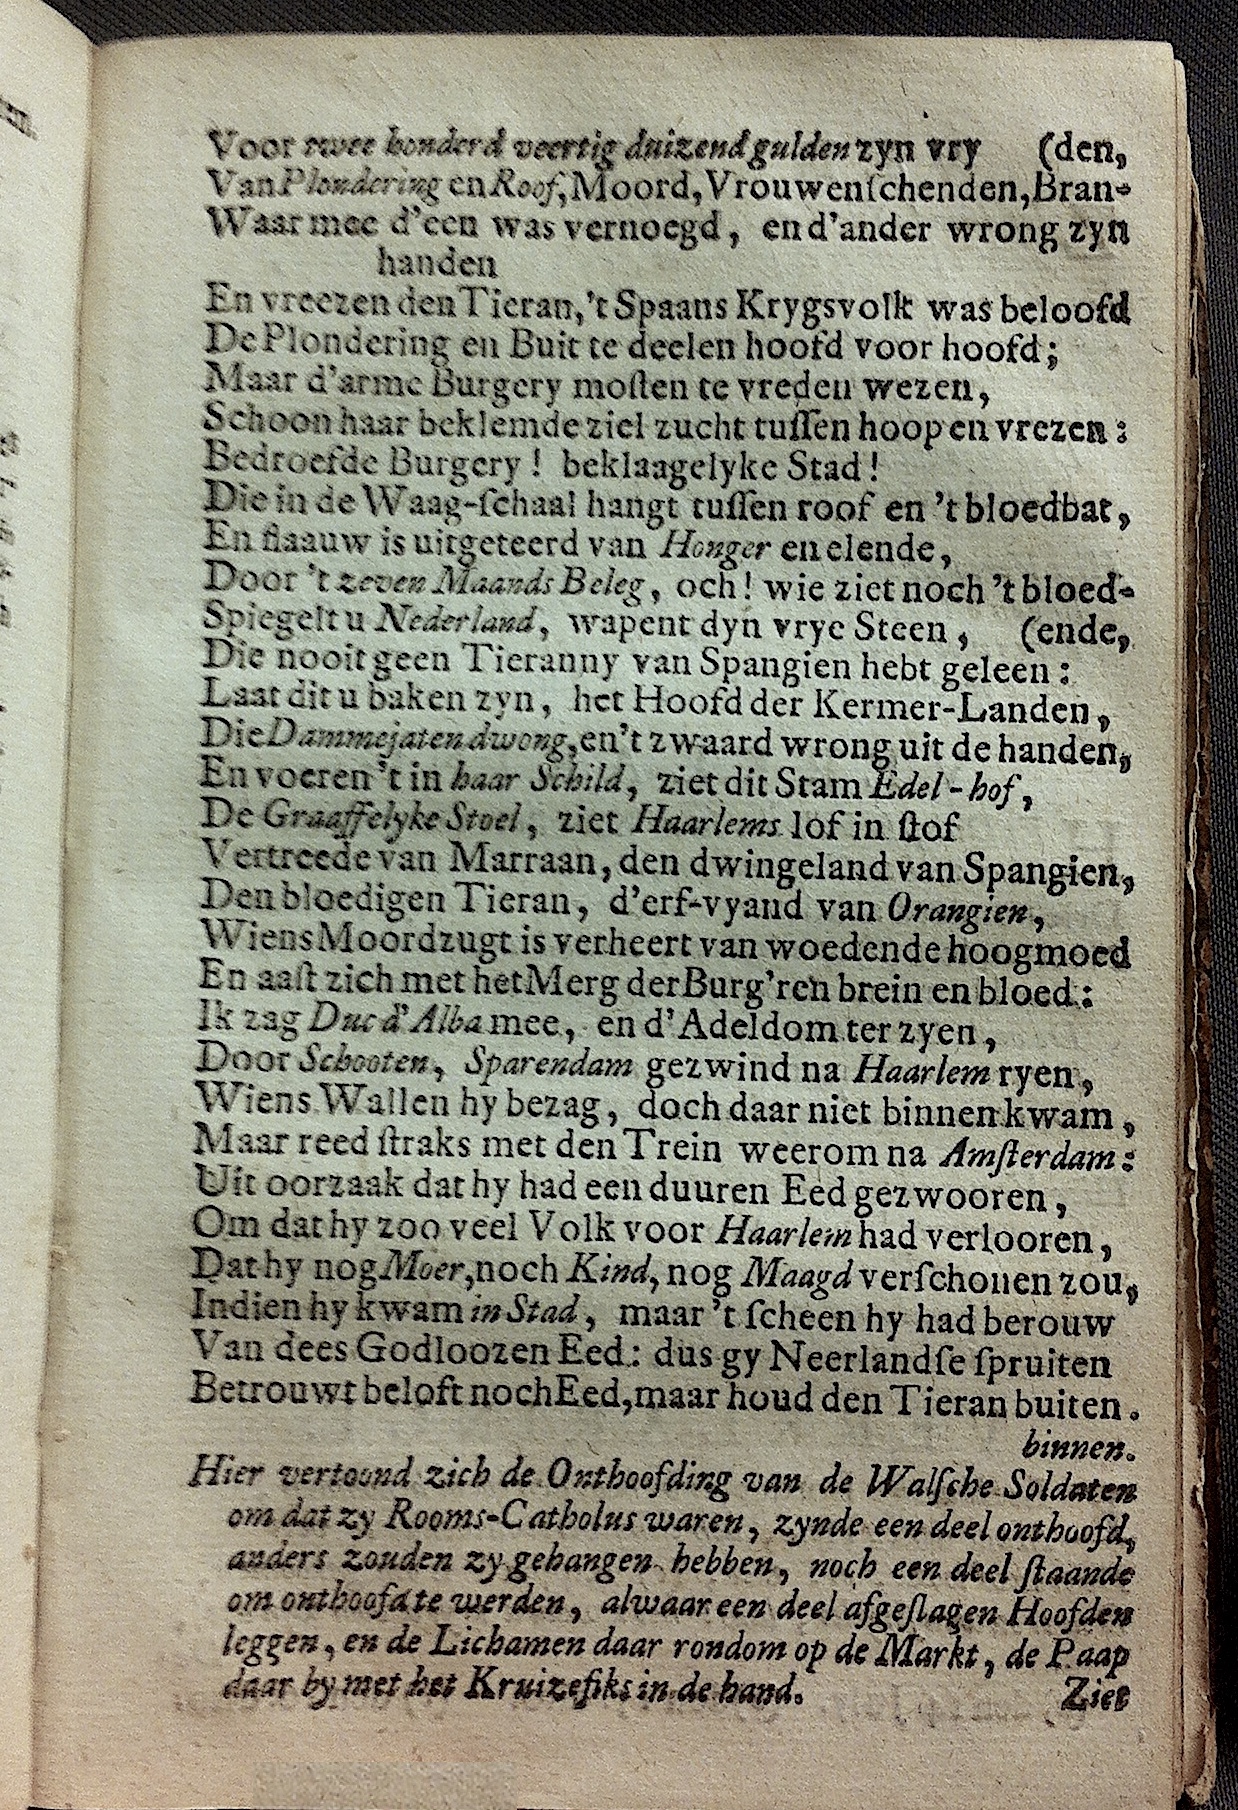 Voor twee honderd veertig duizend gulden zyn vry (den,
Van Plondering en Roof, Moord, Vrouwenſchenden, Bran-
Waar mee d'een was vernoegd, en d'ander wrong zyn
handen
En vreezen den Tieran, 't Spaans Krygsvolk was beloofd
De Plondering en Buit te deelen hoofd voor hoofd;
Maar d'arme Burgery moſten te vreden wezen,
Schoon haar beklemde ziel zucht tuſſen hoop en vrezen:
Bedroefde Burgery! beklaagelyke Stad!
Die in de Waag-ſchaal hangt tuſſen roof en 't bloedbat,
En flaauw is uitgeteerd van Honger en elende,
Door 't zeven Maands Beleg, och! wie ziet noch 't bloed-
Spiegelt u Nederland, wapent dyn vrye Steen, (ende,
Die nooit geen Tieranny van Spangien hebt geleen:
Laat dit u baken zyn, het Hoofd der Kermer-Landen,
Die Dammejaten dwong, en 't zwaard wrong uit de handen,
En voeren 't in haar Schild, ziet dit Stam Edel-hof,
De Graaffelyke Stoel, ziet Haarlems lof in ſtof
Vertreede van Marraan, den dwingeland van Spangien,
Den bloedigen Tieran, d'erf-vyand van Orangien,
Wiens Moordzugt is verheert van woedende hoogmoed
En aaſt zich met het Merg der Burg'ren brein en bloed:
Ik zag Duc d'Alba mee, en d'Adeldom ter zyen,
Door Schooten, Sparendam gezwind na Haarlem ryen,
Wiens Wallen hy bezag, doch daar niet binnen kwam,
Maar reed ſtraks met den Trein weerom na Amſterdam:
Uit oorzaak dat hy had een duuren Eed gezwooren,
Om dat hy zoo veel Volk voor Haarlem had verlooren,
Dat hy nog Moer, noch Kind, nog Maagd verſchonen zou,
Indien hy kwam in Stad, maar 't ſcheen hy had berouw
Van dees Godloozen Eed: dus gy Neerlandſe ſpruiten
Betrouwt beloft noch Eed, maar houd den Tieran buiten.
binnen.
Hier vertoond zich de Onthoofding van de Walſche Soldaten
om dat zy Rooms-Catholus waren, zynde een deel onthoofd,
anders zouden zy gehangen hebben, noch een deel ſtaande
om onthoofd te werden, alwaar een deel afgeſlagen Hoofden
leggen, en de Lichamen daar rondom op de Markt, de Paap
daar by met het Kruizefiks in de hand. Ziet